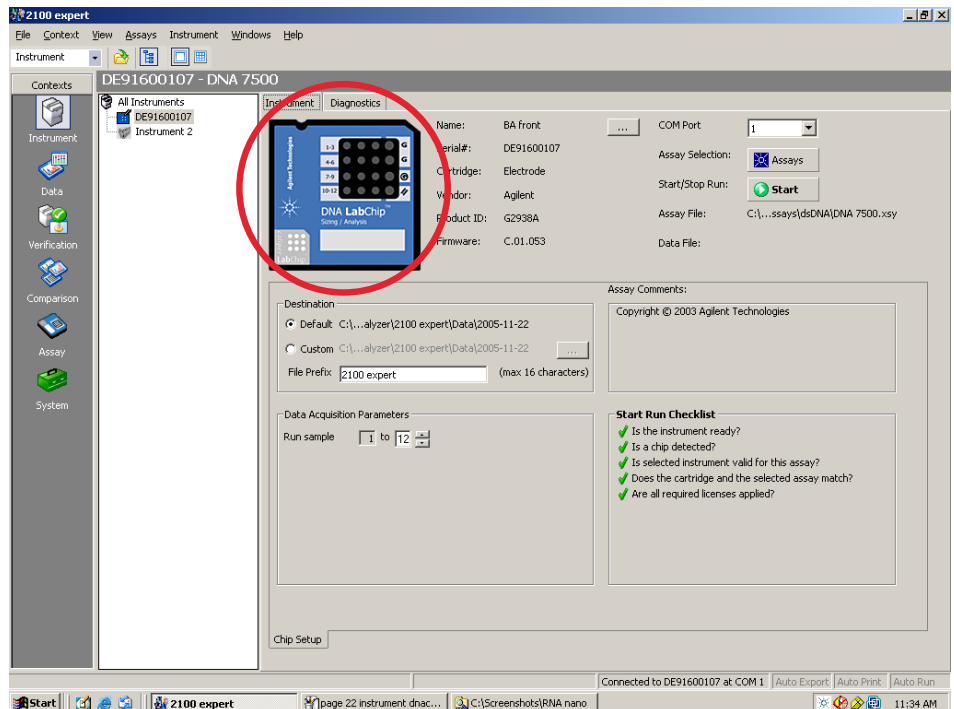 2100 expert
File Context View Assays Instrument Windows Help
Instrument
Contexts
Instrument
Data
Verification
Comparison
Assay
System
DE91600107 - DNA 7500
All Instruments
DE91600107
Instrument 2
Instrument Diagnostics
Agilent Technologies
1-3 G
4-6 G
7-9 G
10-12
DNA LabChip™
Sizing / Analysis
LabChip
Name: BA front ...
Serial#: DE91600107
Cartridge: Electrode
Vendor: Agilent
Product ID: G2938A
Firmware: C.01.053
COM Port 1
Assay Selection: Assays
Start/Stop Run: Start
Assay File: C:\...ssays\dsDNA\DNA 7500.xsy
Data File:
Destination
Default C:\...alyzer\2100 expert\Data\2005-11-22
Custom C:\...alyzer\2100 expert\Data\2005-11-22 ...
File Prefix 2100 expert (max 16 characters)
Assay Comments:
Copyright © 2003 Agilent Technologies
Data Acquisition Parameters
Run sample 1 to 12
Start Run Checklist
Is the instrument ready?
Is a chip detected?
Is selected instrument valid for this assay?
Does the cartridge and the selected assay match?
Are all required licenses applied?
Chip Setup
Connected to DE91600107 at COM 1 Auto Export Auto Print Auto Run
Start 2100 expert page 22 instrument dnac... C:\Screenshots\RNA nano 11:34 AM